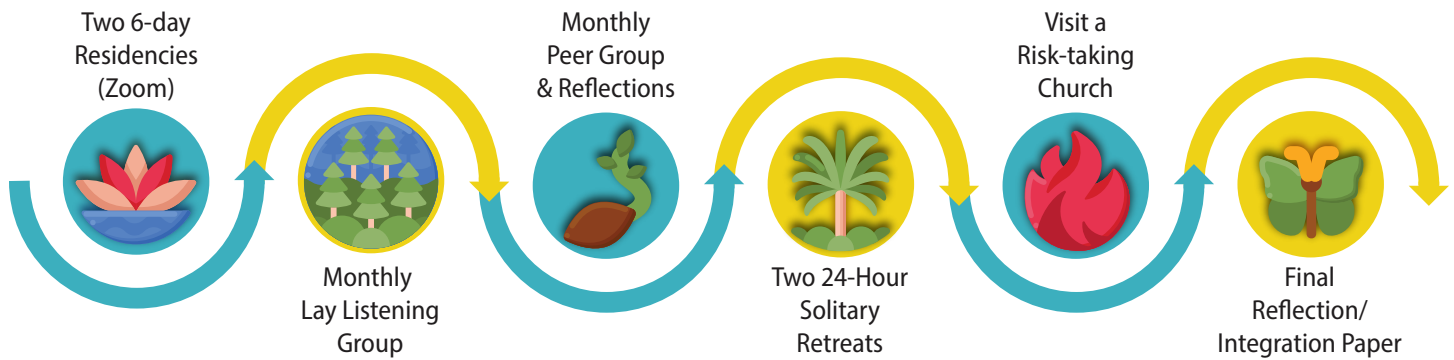 Two 6-day
Residencies
(Zoom)
Monthly
Lay Listening
Group
Monthly
Peer Group
& Reflections
Two 24-Hour
Solitary
Retreats
Visit a
Risk-taking
Church
Final
Reflection/
Integration Paper